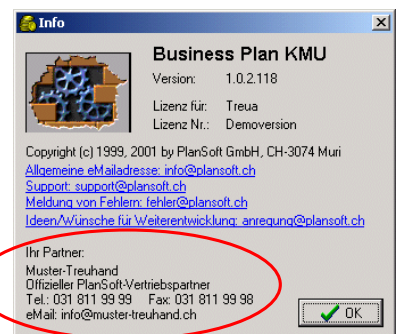 Info
Business Plan KMU
Version: 1.0.2.118
Lizenz für: Treua
Lizenz Nr.: Demoversion
Copyright (c) 1999, 2001 by PlanSoft GmbH, CH-3074 Muri
Allgemeine eMailadresse: info@plansoft.ch
Support: support@plansoft.ch
Meldung von Fehlern: fehler@plansoft.ch
Ideen/Wünsche für Weiterentwicklung: anregung@plansoft.ch
Ihr Partner:
Muster-Treuhand
Offizieller PlanSoft-Vertriebspartner
Tel.: 031 811 99 99 Fax: 031 811 99 98
eMail: info@muster-treuhand.ch
OK